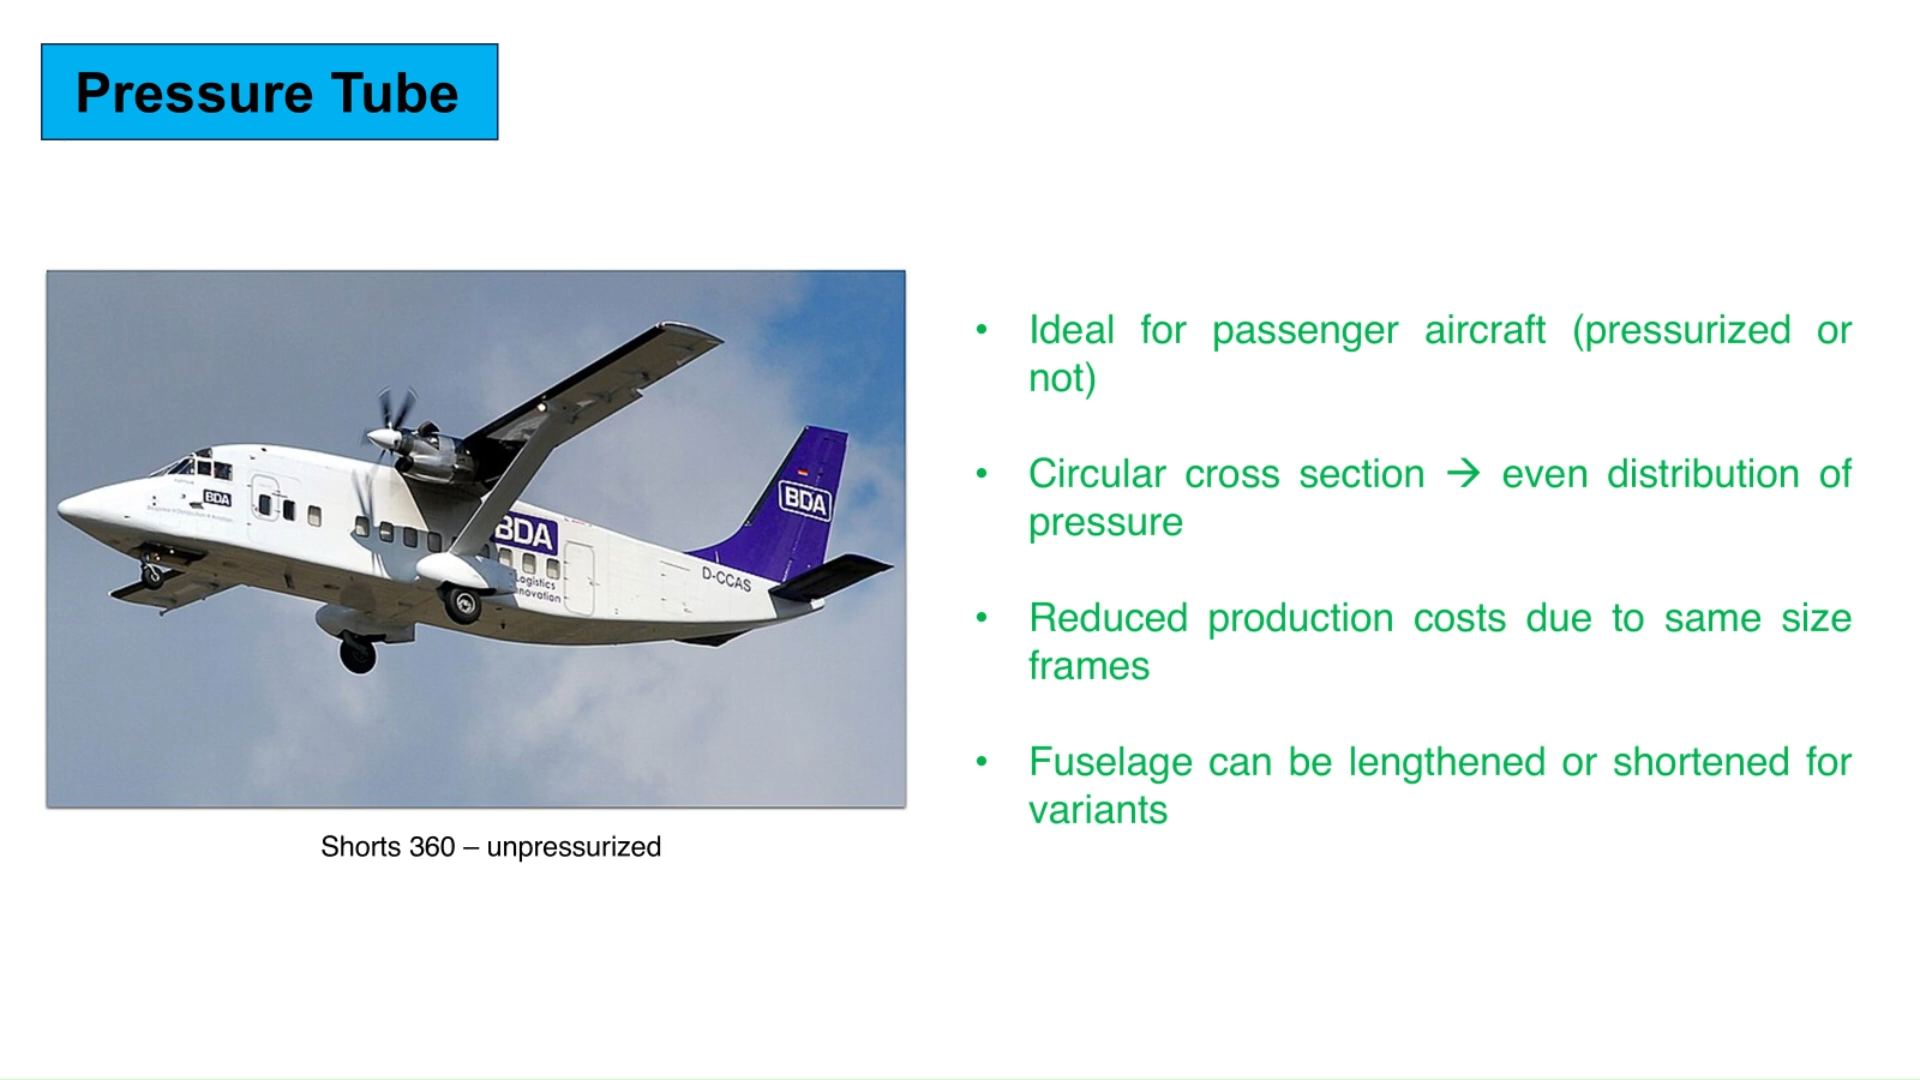 Pressure Tube
• Ideal for passenger aircraft (pressurized or
not)
• Circular cross section → even distribution of
pressure
• Reduced production costs due to same size
frames
• Fuselage can be lengthened or shortened for
variants
BDA
BDA
BDA
Logistics
nnovation
D-CCAS
Shorts 360 – unpressurized